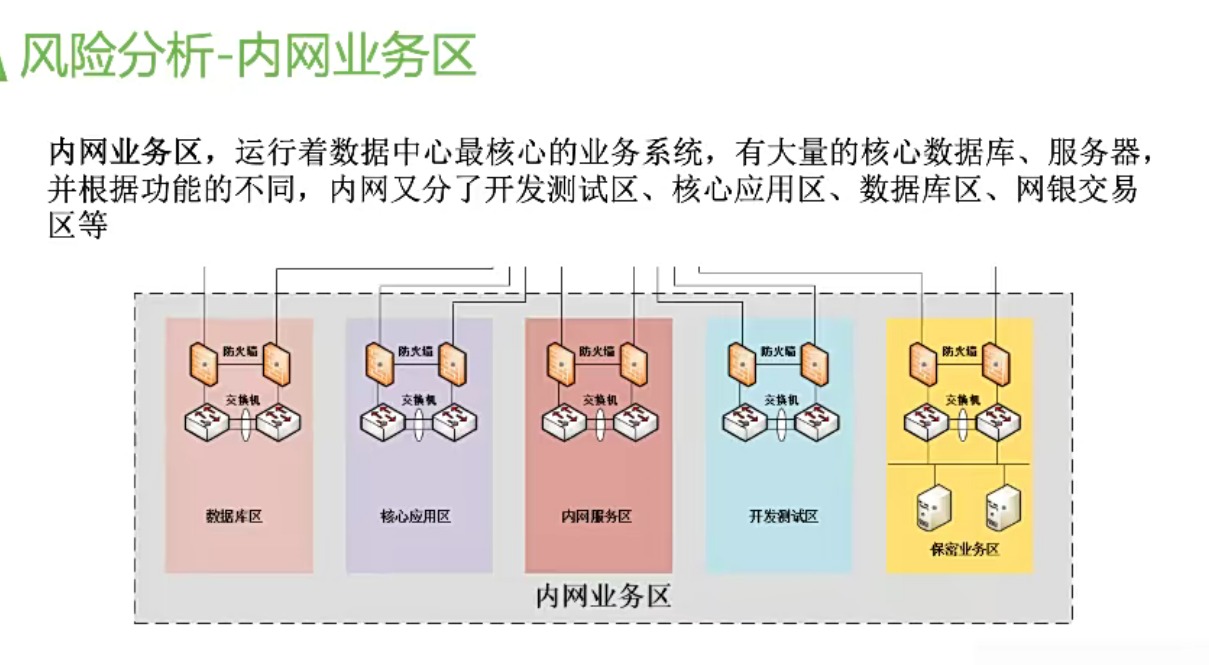 风险分析-内网业务区
内网业务区，运行着数据中心最核心的业务系统，有大量的核心数据库、服务器，
并根据功能的不同，内网又分了开发测试区、核心应用区、数据库区、网银交易
区等
防火墙 防火墙 防火墙 防火墙 防火墙
交换机 交换机 交换机 交换机 交换机
数据库区 核心应用区 内网服务区 开发测试区
保密业务区
内网业务区